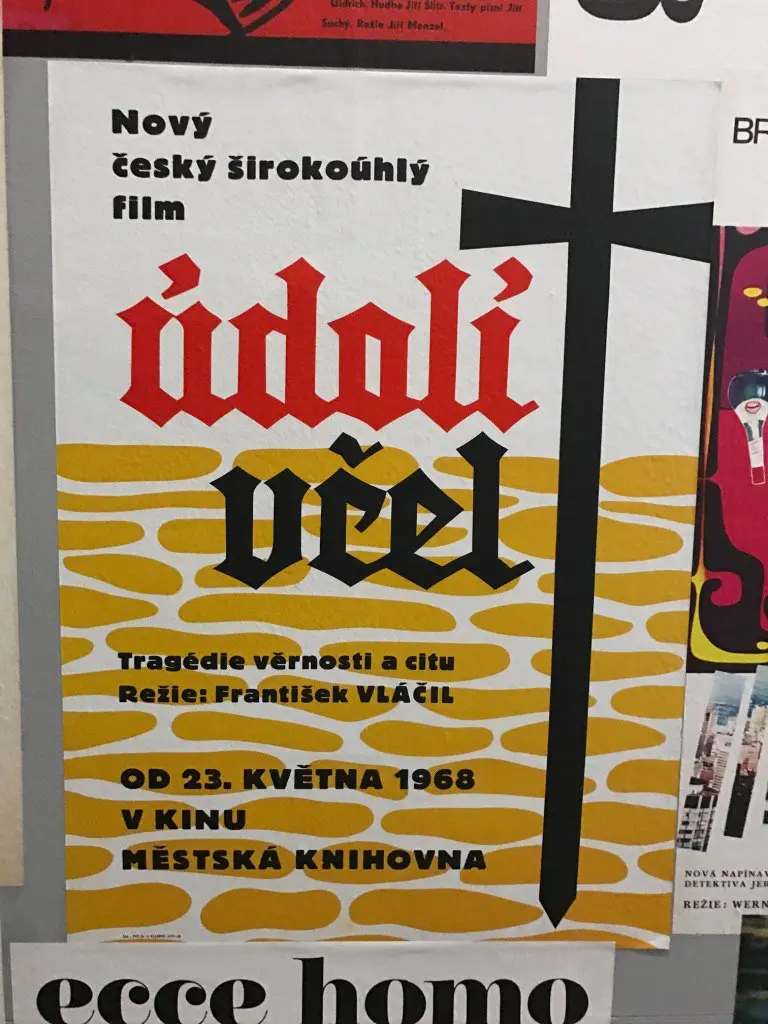 Oldrich. Hudba Jiří Šlitr. Texty písní Jiří
Suchý. Režie Jiří Menzel
BR
Nový
český širokoúhlý
film
údolí
včel
Tragédie věrnosti a citu
Režie: František VLÁČIL
OD 23. KVĚTNA 1968
V KINU
MĚSTSKÁ KNIHOVNA
NOVÁ NAPÍNAV
DETEKTIVA JER
REŽIE: WERN
ecce homo